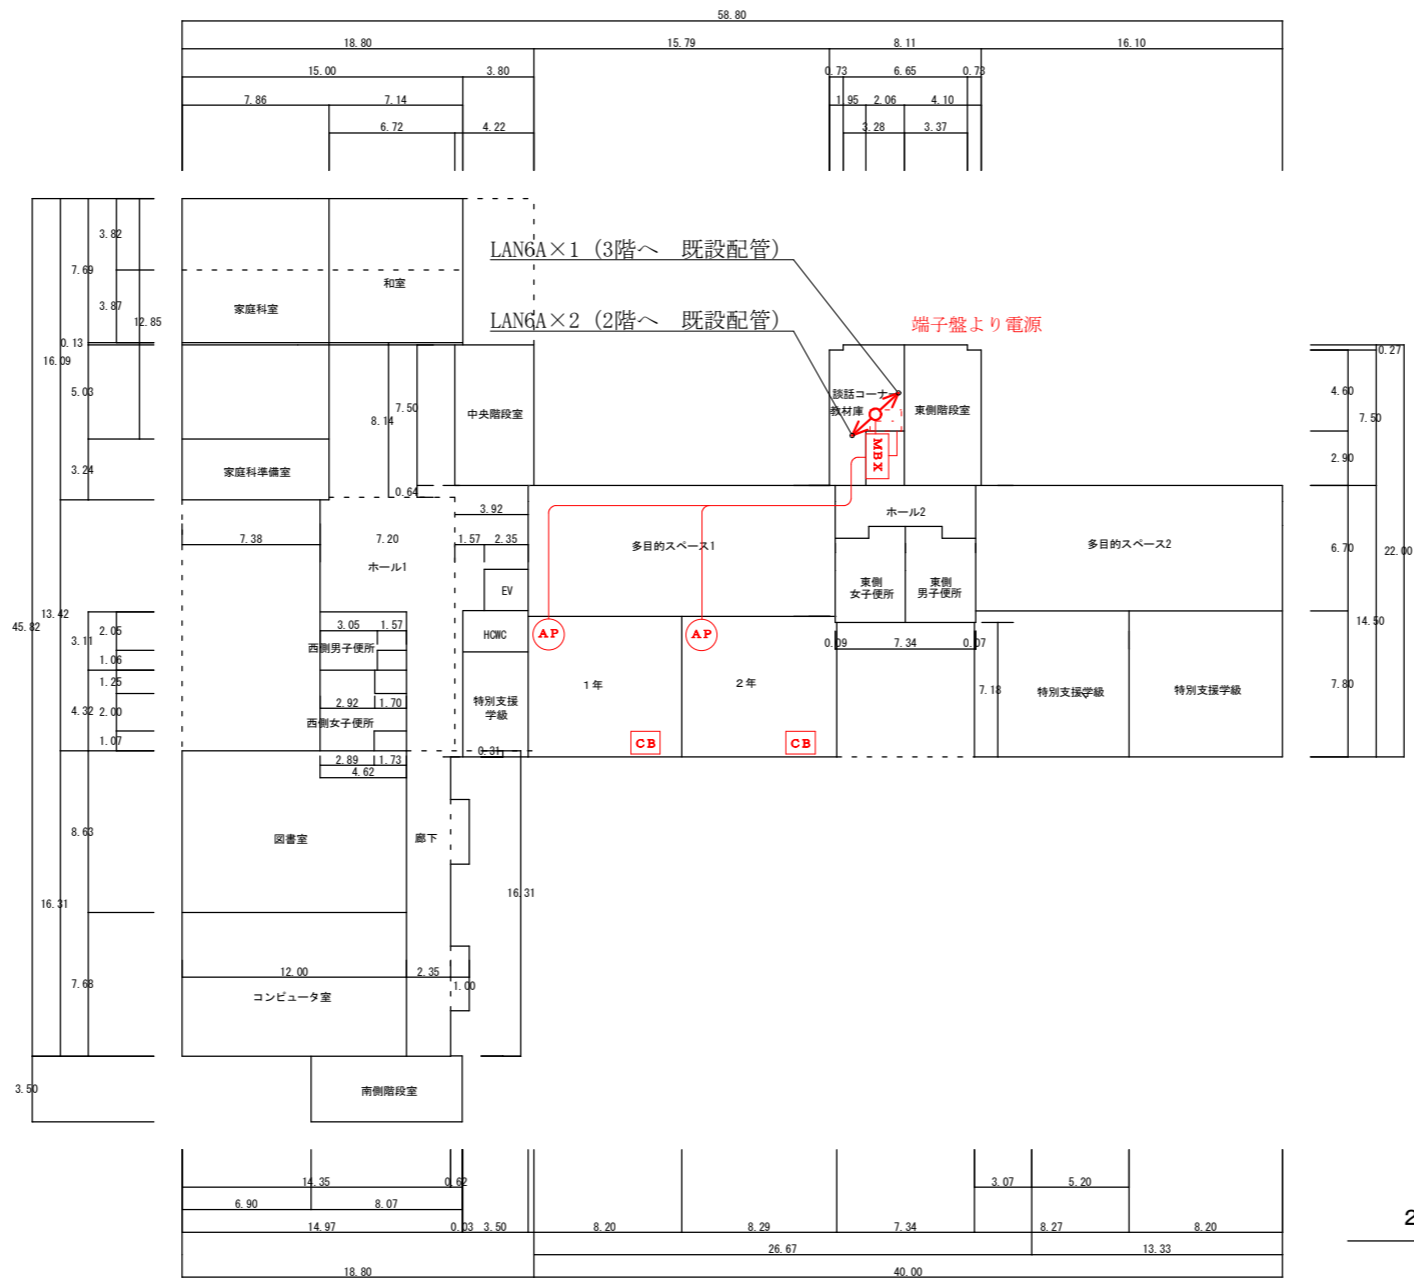 58.80
18.80
15.79
8.11
16.10
15.00
3.80
0.73
6.65
0.73
7.86
7.14
1.95
2.06
4.10
6.72
4.22
3.28
3.37
LAN6A×1 (3階へ　既設配管)
LAN6A×2 (2階へ　既設配管)
端子盤より電源
3.82
7.69
3.87
12.85
0.13
16.09
5.03
3.24
和室
家庭科室
家庭科準備室
7.50
8.14
0.64
中央階段室
談話コーナー
教材庫
東側階段室
MBX
0.27
4.60
7.50
2.90
3.92
7.38
7.20
1.57
2.35
ホール1
EV
HCWC
多目的スペース1
ホール2
東側
女子便所
東側
男子便所
多目的スペース2
6.70
22.00
14.50
7.80
45.82
13.42
3.11
2.05
1.06
1.25
4.32
2.00
1.07
3.05
1.57
西側男子便所
2.92
1.70
西側女子便所
2.89
1.73
4.62
特別支援
学級
0.31
AP
AP
1年
2年
CB
CB
0.09
7.34
0.07
7.18
特別支援学級
特別支援学級
8.63
16.31
7.68
3.50
図書室
廊下
16.31
12.00
2.35
1.00
コンピュータ室
南側階段室
14.35
0.62
6.90
8.07
14.97
0.03
3.50
8.20
8.29
7.34
3.07
5.20
8.27
8.20
26.67
13.33
18.80
40.00
2